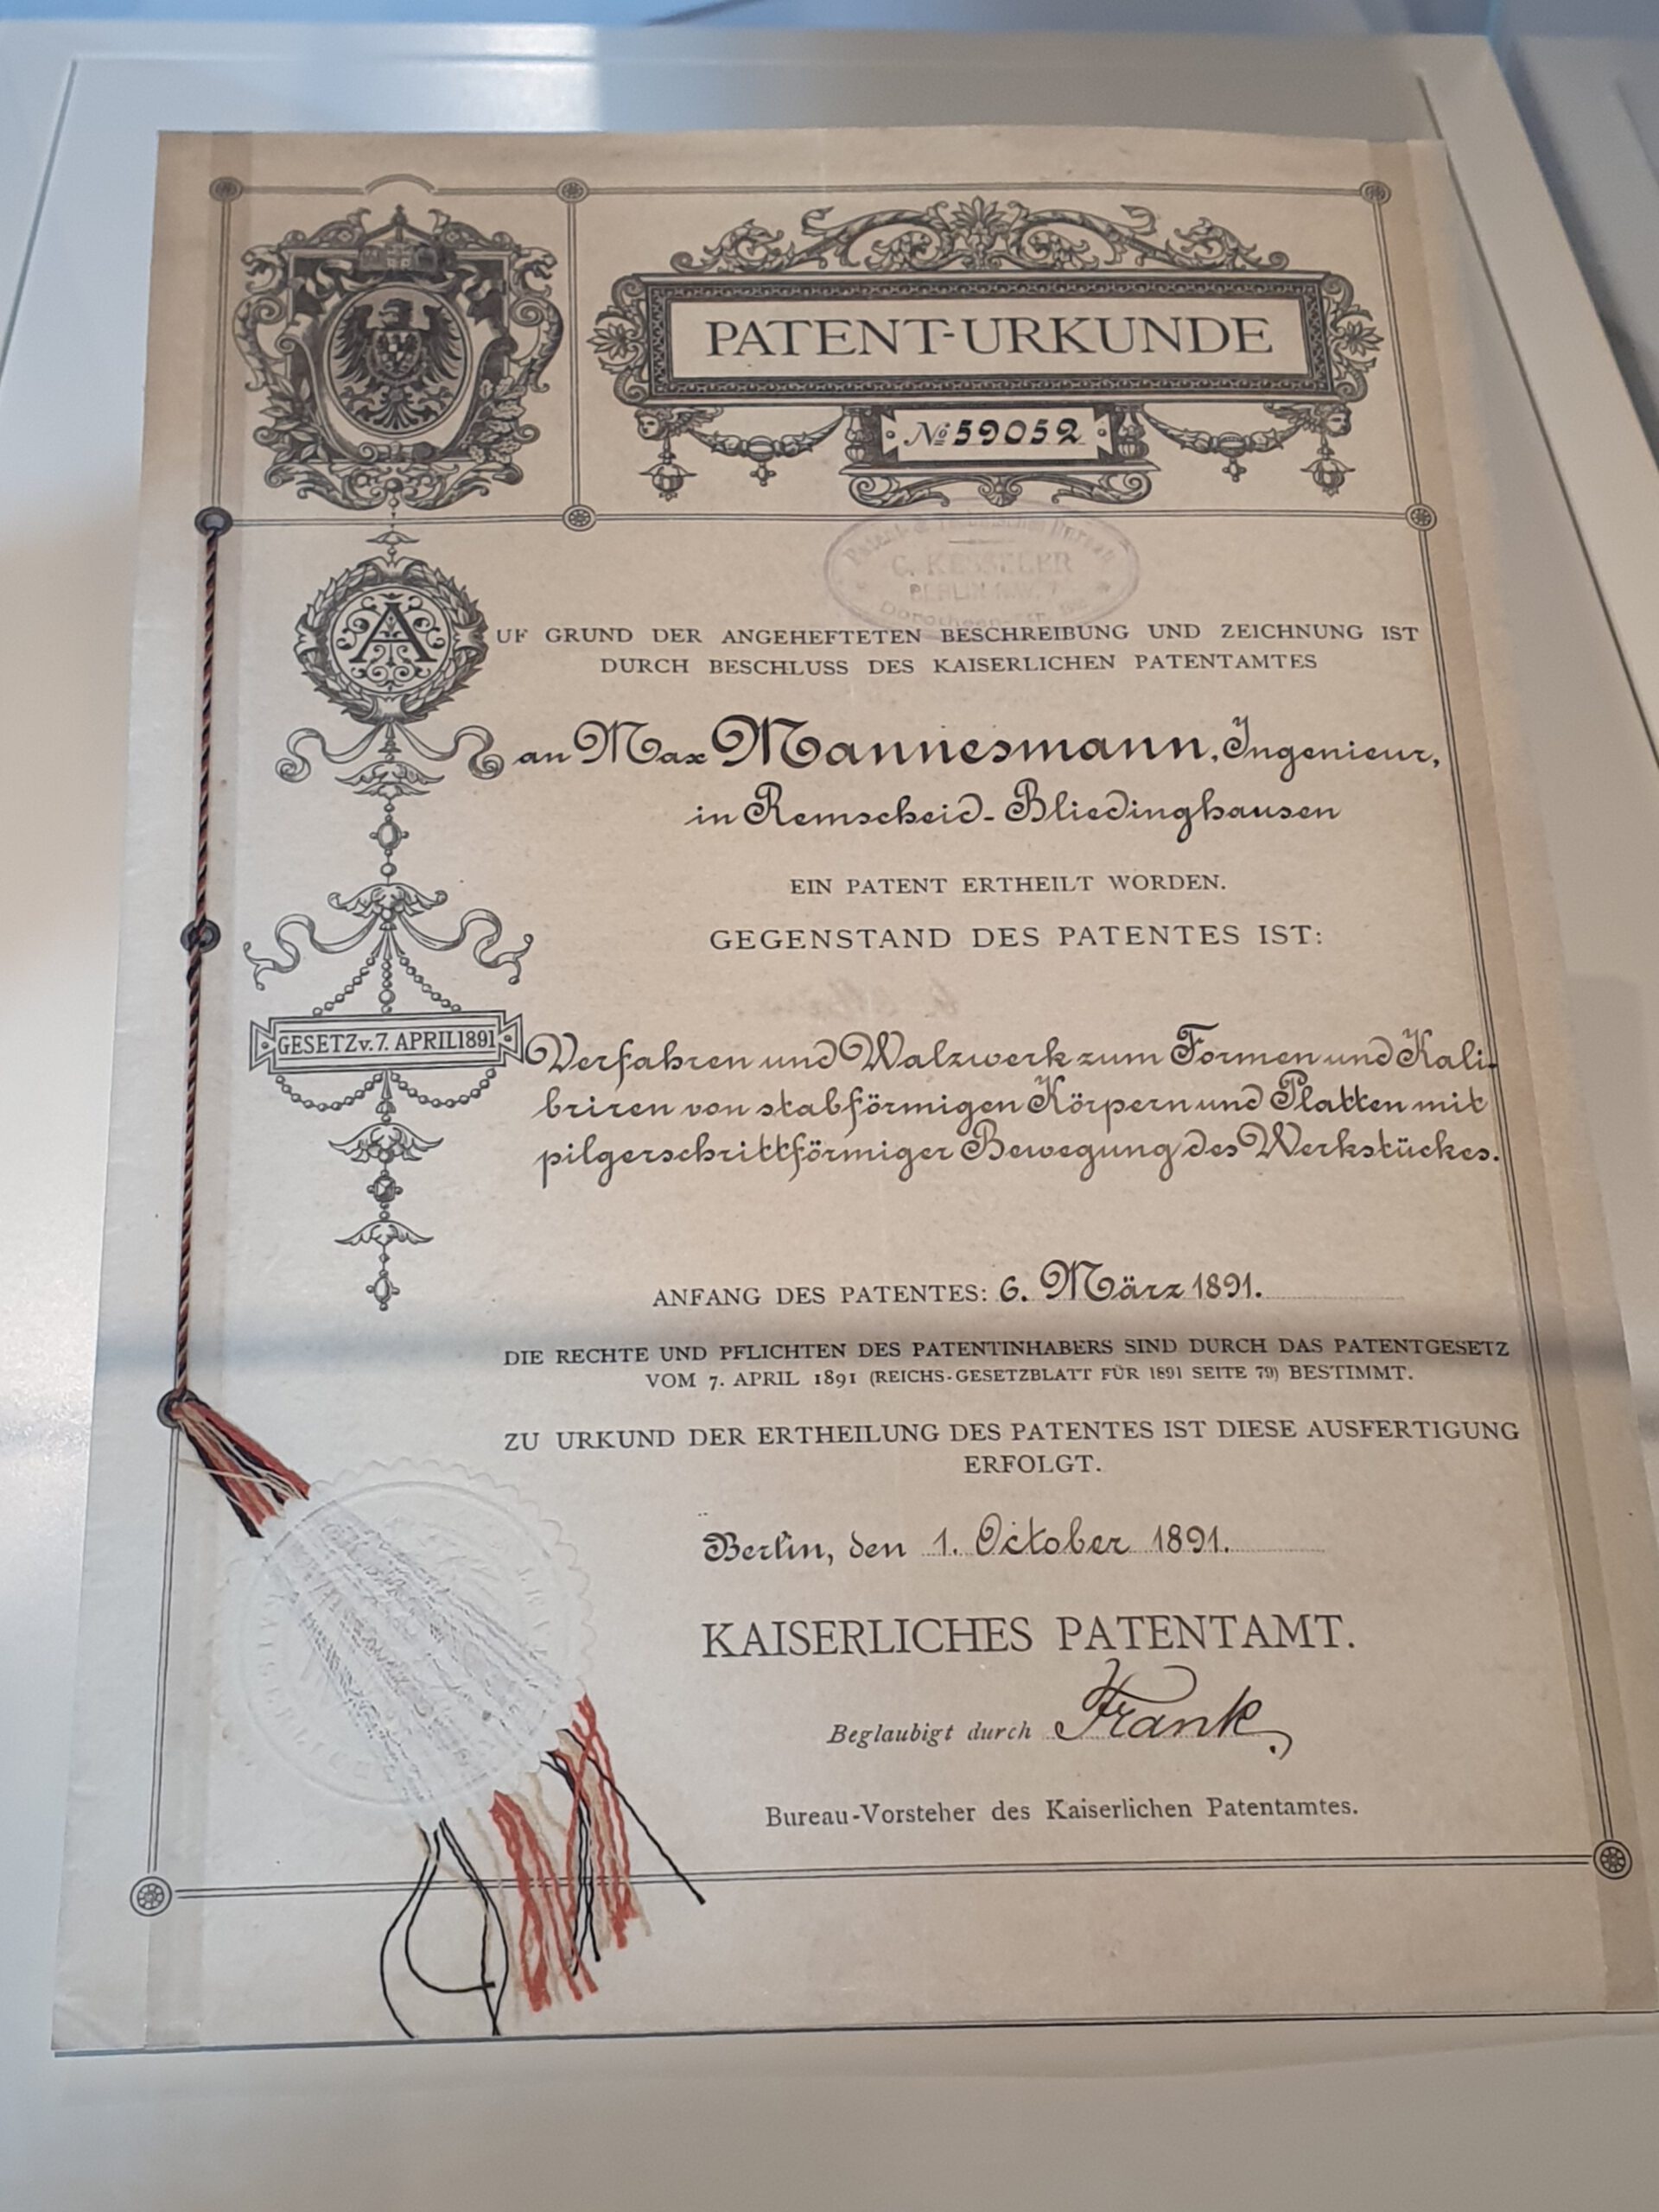 PATENT-URKUNDE
№ 59052
Patent- & Technisches Bureau
C. KESSELER
BERLIN N.W. 7
AUF GRUND DER ANGEHEFTETEN BESCHREIBUNG UND ZEICHNUNG IST
DURCH BESCHLUSS DES KAISERLICHEN PATENTAMTES
an Max Mannesmann, Ingenieur,
in Remscheid-Bliedinghausen
EIN PATENT ERTHEILT WORDEN.
GEGENSTAND DES PATENTES IST:
GESETZ v. 7. APRIL 1891
Verfahren und Walzwerk zum Formen und Kali-
briren von stabförmigen Körpern und Platten mit
pilgerschrittförmiger Bewegung des Werkstückes.
ANFANG DES PATENTES: 6. März 1891.
DIE RECHTE UND PFLICHTEN DES PATENTINHABERS SIND DURCH DAS PATENTGESETZ
VOM 7. APRIL 1891 (REICHS-GESETZBLATT FÜR 1891 SEITE 79) BESTIMMT.
ZU URKUND DER ERTHEILUNG DES PATENTES IST DIESE AUSFERTIGUNG
ERFOLGT.
Berlin, den 1. October 1891.
KAISERLICHES PATENTAMT.
Beglaubigt durch Frank,
Bureau-Vorsteher des Kaiserlichen Patentamtes.